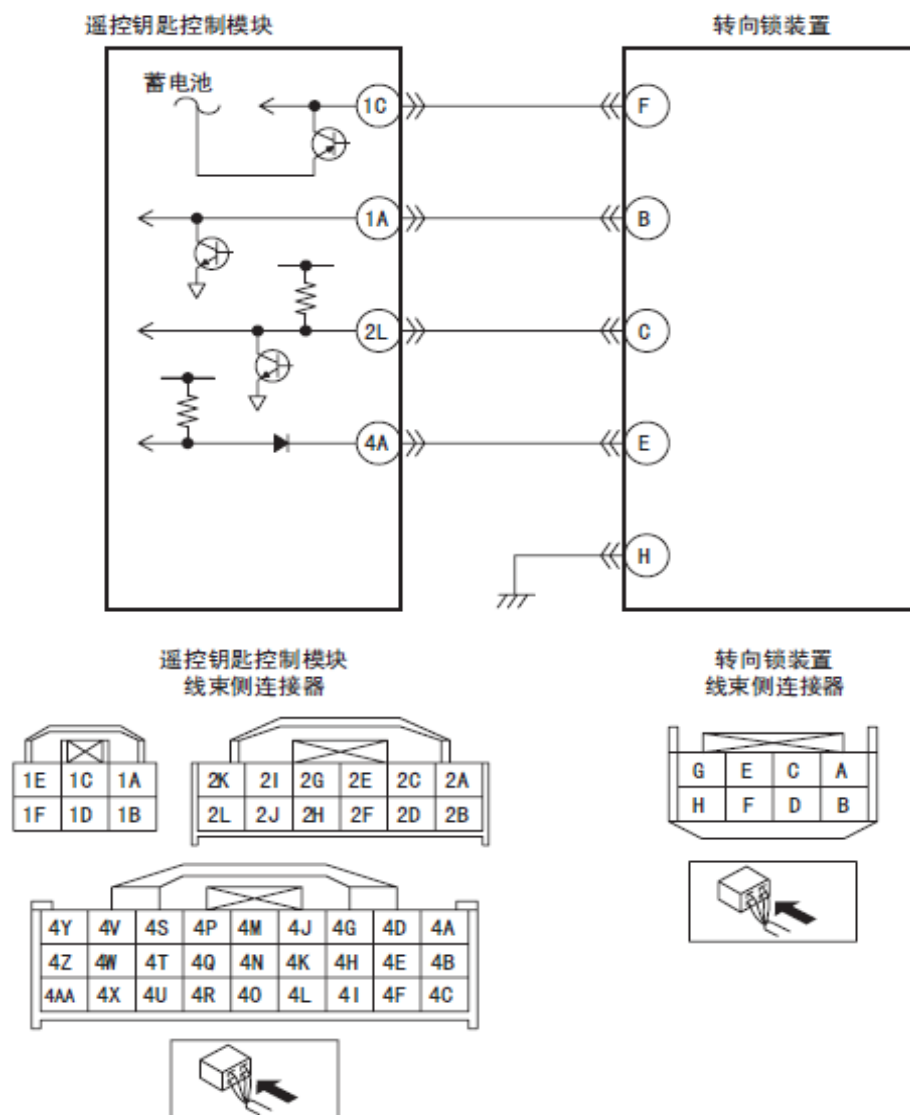 遥控钥匙控制模块
转向锁装置
蓄电池
1C
F
1A
B
2L
C
4A
E
H
遥控钥匙控制模块
线束侧连接器
转向锁装置
线束侧连接器
1E 1C 1A
1F 1D 1B
2K 2I 2G 2E 2C 2A
2L 2J 2H 2F 2D 2B
G E C A
H F D B
4Y 4V 4S 4P 4M 4J 4G 4D 4A
4Z 4W 4T 4Q 4N 4K 4H 4E 4B
4AA 4X 4U 4R 4O 4L 4I 4F 4C